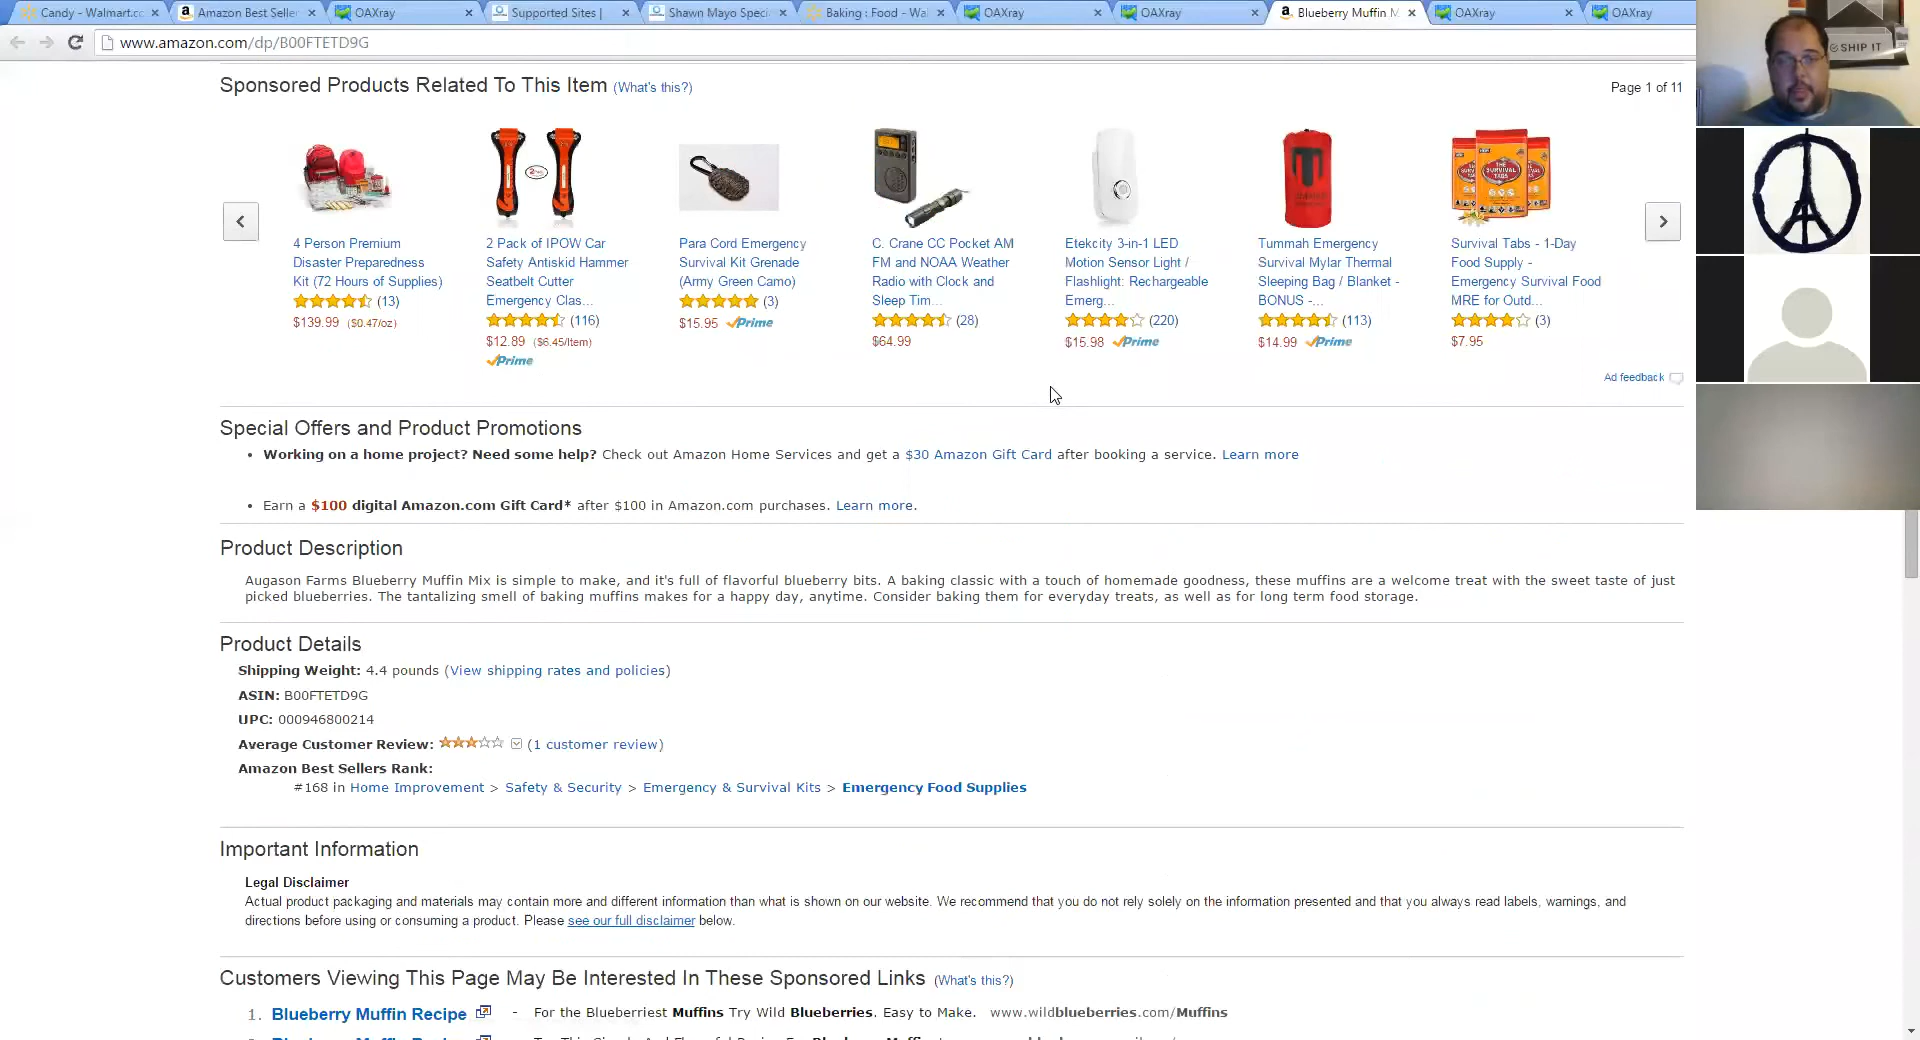 Candy - Walmart.cc
Amazon Best Selle
OAXray
Supported Sites |
Shawn Mayo Speci
Baking : Food - Wa
OAXray
OAXray
Blueberry Muffin M
OAXray
OAXray
www.amazon.com/dp/B00FTETD9G
SHIP IT
Sponsored Products Related To This Item (What's this?)
Page 1 of 11
4 Person Premium
Disaster Preparedness
Kit (72 Hours of Supplies)
(13)
$139.99 ($0.47/oz)
2 Pack of IPOW Car
Safety Antiskid Hammer
Seatbelt Cutter
Emergency Clas...
(116)
$12.89 ($6.45/Item)
Prime
Para Cord Emergency
Survival Kit Grenade
(Army Green Camo)
(3)
$15.95 Prime
C. Crane CC Pocket AM
FM and NOAA Weather
Radio with Clock and
Sleep Tim...
(28)
$64.99
Etekcity 3-in-1 LED
Motion Sensor Light /
Flashlight: Rechargeable
Emerg...
(220)
$15.98 Prime
Tummah Emergency
Survival Mylar Thermal
Sleeping Bag / Blanket -
BONUS -...
(113)
$14.99 Prime
Survival Tabs - 1-Day
Food Supply -
Emergency Survival Food
MRE for Outd...
(3)
$7.95
Ad feedback
Special Offers and Product Promotions
• Working on a home project? Need some help? Check out Amazon Home Services and get a $30 Amazon Gift Card after booking a service. Learn more
• Earn a $100 digital Amazon.com Gift Card* after $100 in Amazon.com purchases. Learn more.
Product Description
Augason Farms Blueberry Muffin Mix is simple to make, and it's full of flavorful blueberry bits. A baking classic with a touch of homemade goodness, these muffins are a welcome treat with the sweet taste of just
picked blueberries. The tantalizing smell of baking muffins makes for a happy day, anytime. Consider baking them for everyday treats, as well as for long term food storage.
Product Details
Shipping Weight: 4.4 pounds (View shipping rates and policies)
ASIN: B00FTETD9G
UPC: 000946800214
Average Customer Review: (1 customer review)
Amazon Best Sellers Rank:
#168 in Home Improvement > Safety & Security > Emergency & Survival Kits > Emergency Food Supplies
Important Information
Legal Disclaimer
Actual product packaging and materials may contain more and different information than what is shown on our website. We recommend that you do not rely solely on the information presented and that you always read labels, warnings, and
directions before using or consuming a product. Please see our full disclaimer below.
Customers Viewing This Page May Be Interested In These Sponsored Links (What's this?)
1. Blueberry Muffin Recipe - For the Blueberriest Muffins Try Wild Blueberries. Easy to Make. www.wildblueberries.com/Muffins